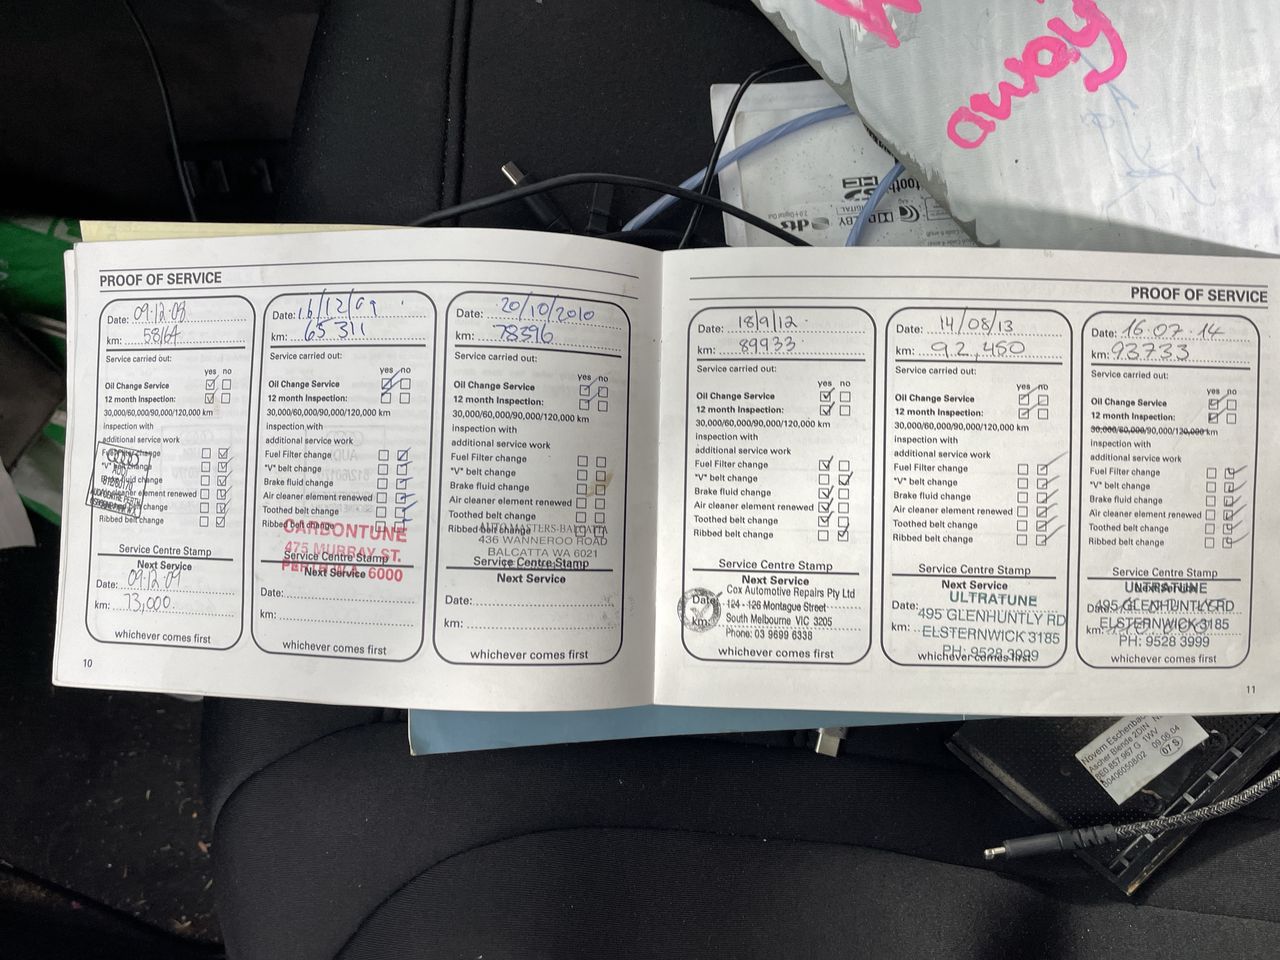 away
PROOF OF SERVICE
Date: 09.12.08
km: 58164
Service carried out:
yes no
Oil Change Service
12 month Inspection:
30,000/60,000/90,000/120,000 km
inspection with
additional service work
Fuel Filter change
"V" belt change
Brake fluid change
Air cleaner element renewed
Toothed belt change
Ribbed belt change
Service Centre Stamp
Next Service
Date: 09.12.09
km: 73,000
whichever comes first
10
Date: 16/12/09
km: 65311
Service carried out:
yes no
Oil Change Service
12 month Inspection:
30,000/60,000/90,000/120,000 km
inspection with
additional service work
Fuel Filter change
"V" belt change
Brake fluid change
Air cleaner element renewed
Toothed belt change
Ribbed belt change
CARBONTUNE
475 MURRAY ST.
PERTH WA 6000
Service Centre Stamp
Next Service
Date:
km:
whichever comes first
Date: 20/10/2010
km: 78396
Service carried out:
yes no
Oil Change Service
12 month Inspection:
30,000/60,000/90,000/120,000 km
inspection with
additional service work
Fuel Filter change
"V" belt change
Brake fluid change
Air cleaner element renewed
Toothed belt change
Ribbed belt change
AUTO MASTERS-BALCATTA
436 WANNEROO ROAD
BALCATTA WA 6021
Service Centre Stamp
Next Service
Date:
km:
whichever comes first
PROOF OF SERVICE
Date: 18/9/12
km: 89933
Service carried out:
yes no
Oil Change Service
12 month Inspection:
30,000/60,000/90,000/120,000 km
inspection with
additional service work
Fuel Filter change
"V" belt change
Brake fluid change
Air cleaner element renewed
Toothed belt change
Ribbed belt change
Service Centre Stamp
Next Service
Date:
km:
Cox Automotive Repairs Pty Ltd
124 - 126 Montague Street
South Melbourne VIC 3205
Phone: 03 9699 6338
whichever comes first
Date: 14/08/13
km: 92,450
Service carried out:
yes no
Oil Change Service
12 month Inspection:
30,000/60,000/90,000/120,000 km
inspection with
additional service work
Fuel Filter change
"V" belt change
Brake fluid change
Air cleaner element renewed
Toothed belt change
Ribbed belt change
Service Centre Stamp
Next Service
Date:
ULTRATUNE
495 GLENHUNTLY RD
ELSTERNWICK 3185
PH: 9528 3999
whichever comes first
Date: 16.07.14
km: 93733
Service carried out:
yes no
Oil Change Service
12 month Inspection:
30,000/60,000/90,000/120,000 km
inspection with
additional service work
Fuel Filter change
"V" belt change
Brake fluid change
Air cleaner element renewed
Toothed belt change
Ribbed belt change
Service Centre Stamp
Next Service
Date:
km:
ULTRATUNE
495 GLENHUNTLY RD
ELSTERNWICK 3185
PH: 9528 3999
whichever comes first
11
dts
2.0+Digital Out